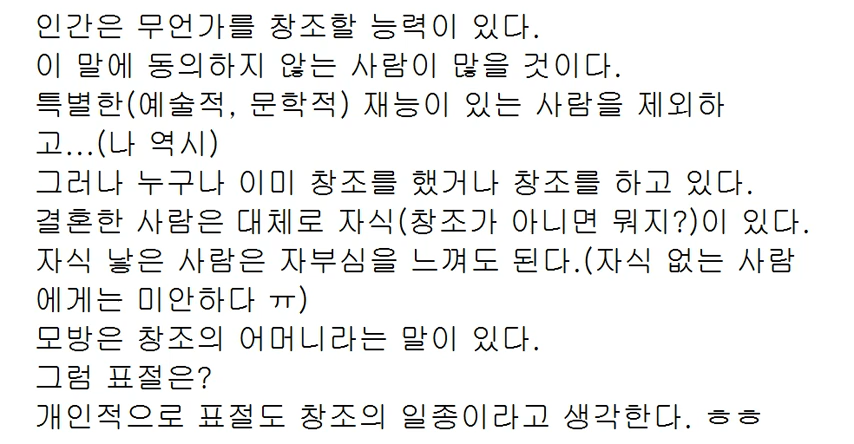 인간은 무언가를 창조할 능력이 있다.
이 말에 동의하지 않는 사람이 많을 것이다.
특별한(예술적, 문학적) 재능이 있는 사람을 제외하
고...(나 역시)
그러나 누구나 이미 창조를 했거나 창조를 하고 있다.
결혼한 사람은 대체로 자식(창조가 아니면 뭐지?)이 있다.
자식 낳은 사람은 자부심을 느껴도 된다.(자식 없는 사람
에게는 미안하다 ㅠ)
모방은 창조의 어머니라는 말이 있다.
그럼 표절은?
개인적으로 표절도 창조의 일종이라고 생각한다. ㅎㅎ